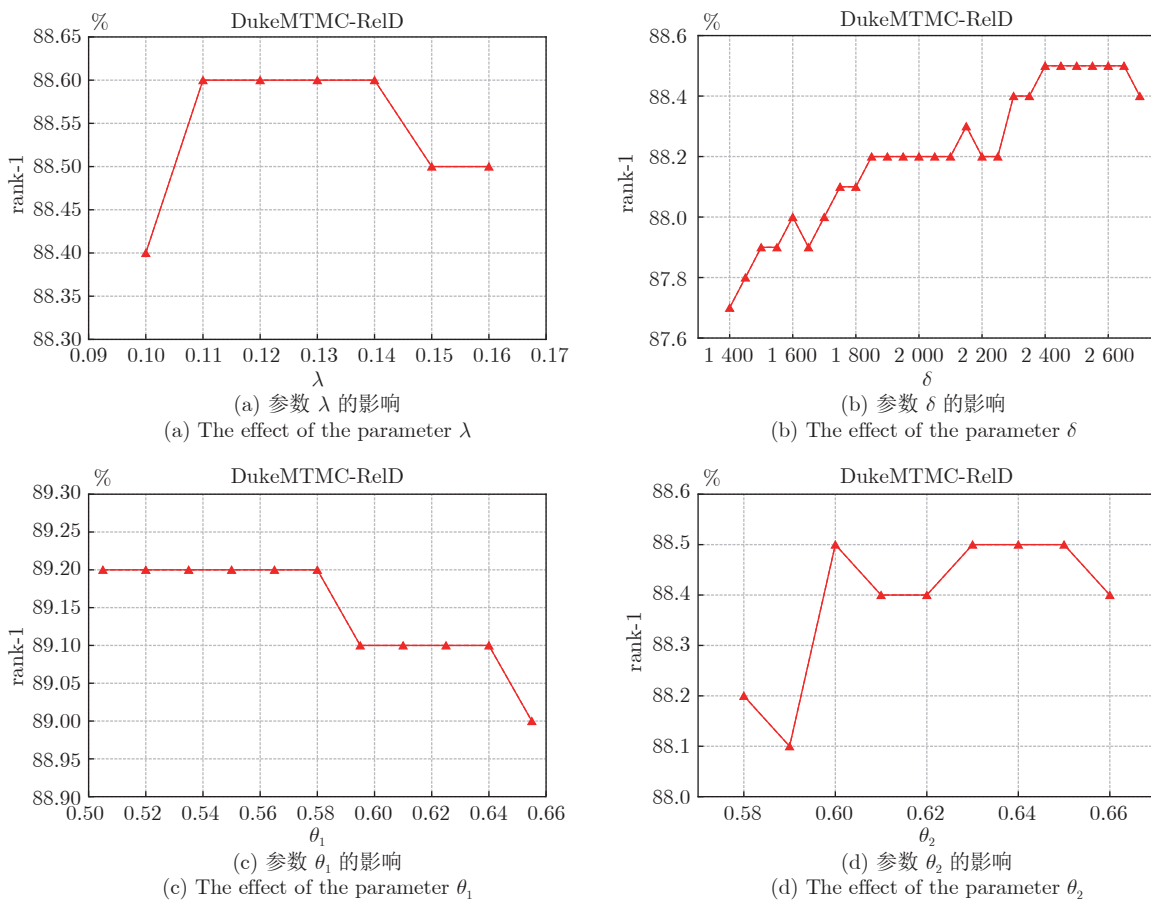 %
DukeMTMC-RelD
88.65
88.60
88.55
88.50
88.45
88.40
88.35
88.30
rank-1
0.09 0.10 0.11 0.12 0.13 0.14 0.15 0.16 0.17
λ
(a) 参数 λ 的影响
(a) The effect of the parameter λ
DukeMTMC-RelD
%
88.6
88.4
88.2
88.0
87.8
87.6
rank-1
1 400 1 600 1 800 2 000 2 200 2 400 2 600
δ
(b) 参数 δ 的影响
(b) The effect of the parameter δ
%
DukeMTMC-RelD
89.30
89.25
89.20
89.15
89.10
89.05
89.00
88.95
88.90
rank-1
0.50 0.52 0.54 0.56 0.58 0.60 0.62 0.64 0.66
θ₁
(c) 参数 θ₁ 的影响
(c) The effect of the parameter θ₁
%
DukeMTMC-RelD
88.6
88.5
88.4
88.3
88.2
88.1
88.0
rank-1
0.58 0.60 0.62 0.64 0.66
θ₂
(d) 参数 θ₂ 的影响
(d) The effect of the parameter θ₂